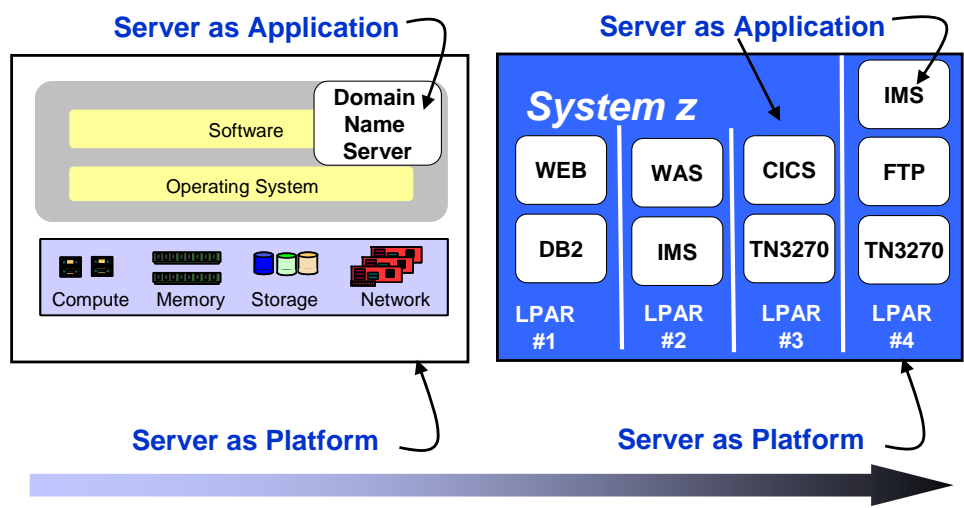 Server as Application
Domain
Name
Server
Software
Operating System
Compute
Memory
Storage
Network
Server as Platform
Server as Application
System z
WEB
DB2
LPAR
#1
WAS
IMS
LPAR
#2
CICS
TN3270
LPAR
#3
IMS
FTP
TN3270
LPAR
#4
Server as Platform